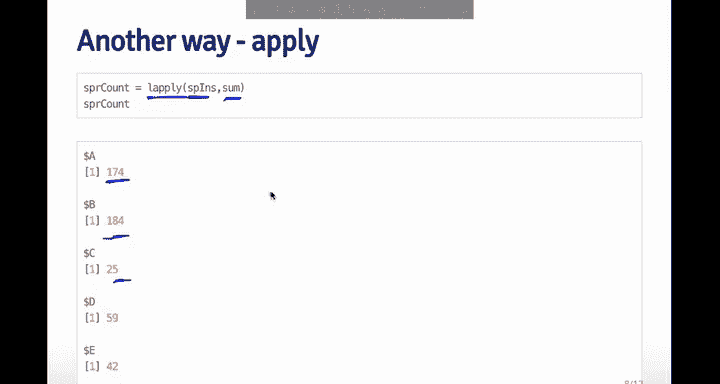 Another way - apply
sprCount = lapply(spIns,sum)
sprCount
$A
[1] 174
$B
[1] 184
$C
[1] 25
$D
[1] 59
$E
[1] 42